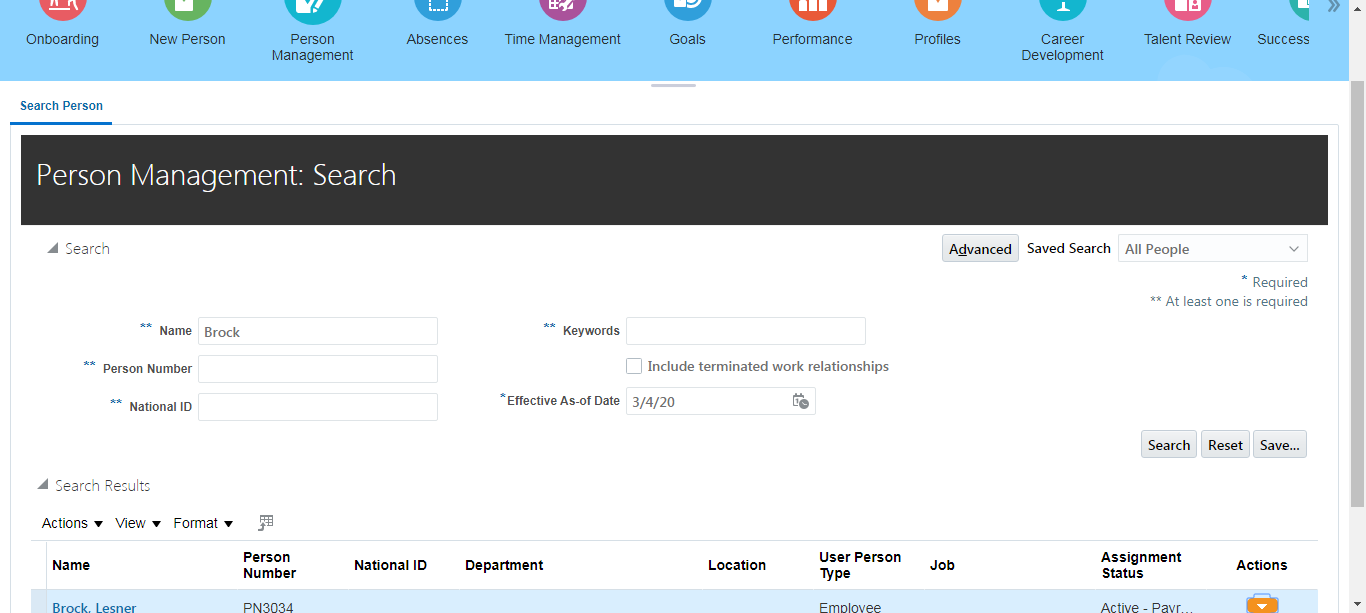 Onboarding
New Person
Person
Management
Absences
Time Management
Goals
Performance
Profiles
Career
Development
Talent Review
Success
Search Person
Person Management: Search
Search
Advanced Saved Search All People
* Required
** At least one is required
** Name Brock
** Keywords
** Person Number
Include terminated work relationships
** National ID
* Effective As-of Date 3/4/20
Search Reset Save...
Search Results
Actions View Format
Name
Person
Number
National ID
Department
Location
User Person
Type
Job
Assignment
Status
Actions
Brock, Lesner PN3034 Employee Active - Payr...